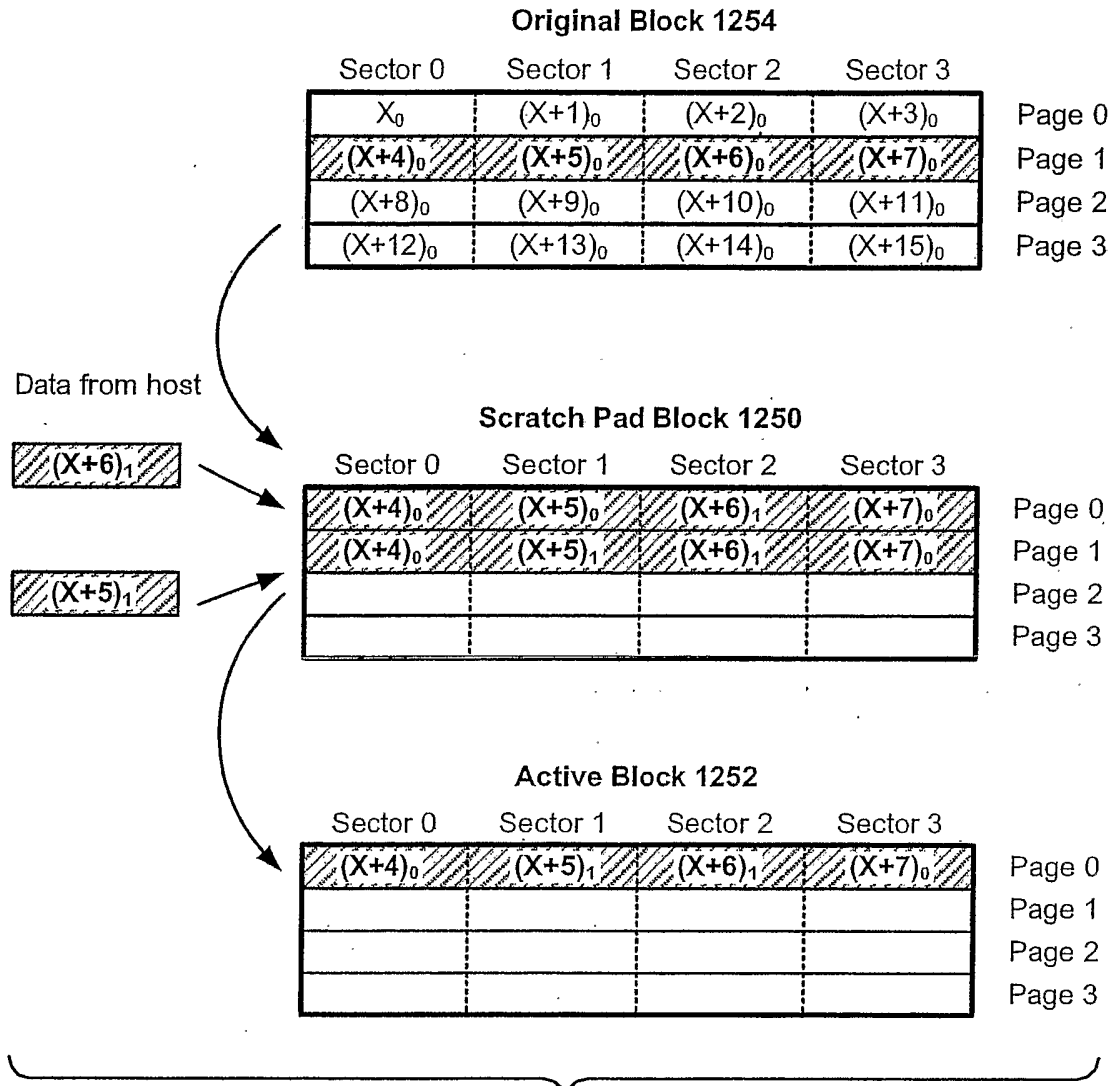 Original Block 1254
Sector 0 Sector 1 Sector 2 Sector 3
X₀ (X+1)₀ (X+2)₀ (X+3)₀ Page 0
(X+4)₀ (X+5)₀ (X+6)₀ (X+7)₀ Page 1
(X+8)₀ (X+9)₀ (X+10)₀ (X+11)₀ Page 2
(X+12)₀ (X+13)₀ (X+14)₀ (X+15)₀ Page 3
Data from host
(X+6)₁
(X+5)₁
Scratch Pad Block 1250
Sector 0 Sector 1 Sector 2 Sector 3
(X+4)₀ (X+5)₀ (X+6)₁ (X+7)₀ Page 0
(X+4)₀ (X+5)₁ (X+6)₁ (X+7)₀ Page 1
Page 2
Page 3
Active Block 1252
Sector 0 Sector 1 Sector 2 Sector 3
(X+4)₀ (X+5)₁ (X+6)₁ (X+7)₀ Page 0
Page 1
Page 2
Page 3